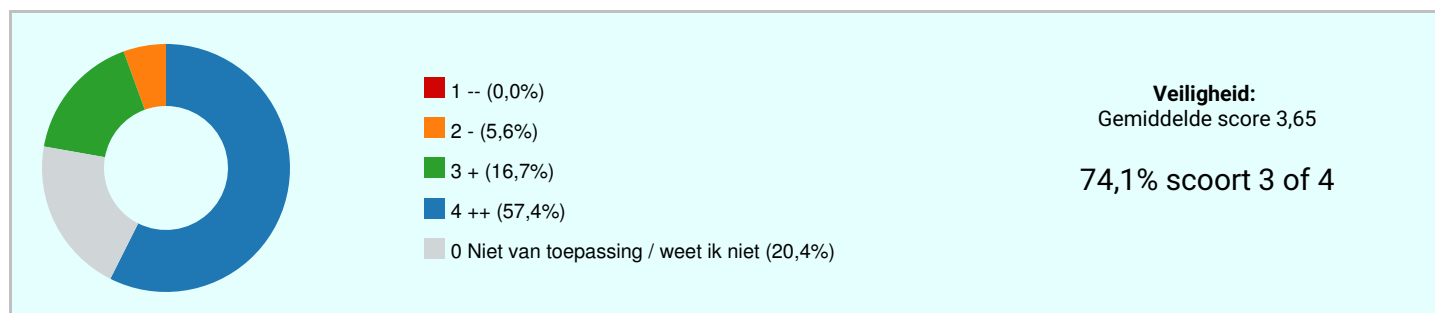 1 -- (0,0%)
2 - (5,6%)
3 + (16,7%)
4 ++ (57,4%)
0 Niet van toepassing / weet ik niet (20,4%)
Veiligheid:
Gemiddelde score 3,65
74,1% scoort 3 of 4